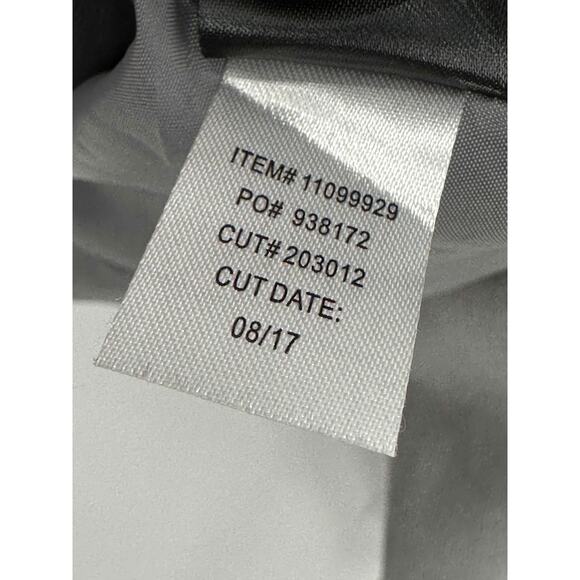 ITEM# 11099929
PO# 938172
CUT# 203012
CUT DATE:
08/17